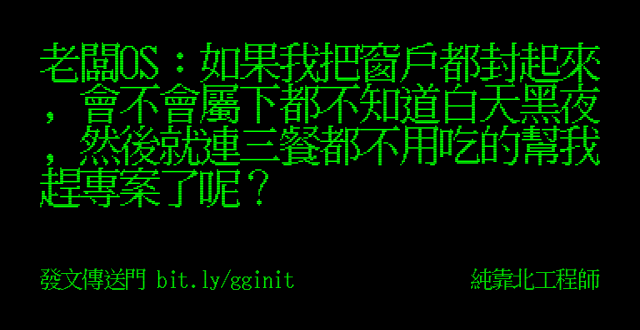 老闆OS：如果我把窗戶都封起來
，會不會屬下都不知道白天黑夜
，然後就連三餐都不用吃的幫我
趕專案了呢？
發文傳送門 bit.ly/gginit
純靠北工程師